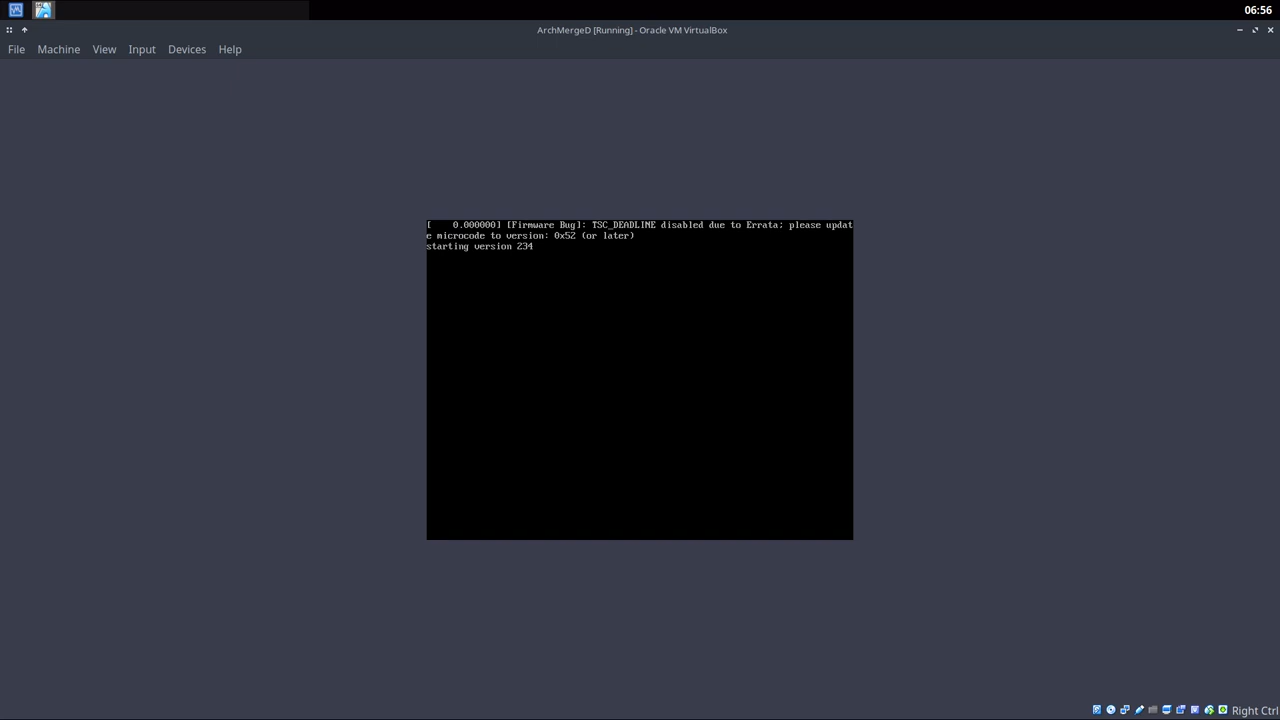 06:56
ArchMergeD [Running] - Oracle VM VirtualBox
File Machine View Input Devices Help
[    0.000000] [Firmware Bug]: TSC_DEADLINE disabled due to Errata; please updat
e microcode to version: 0x52 (or later)
starting version 234
Right Ctrl